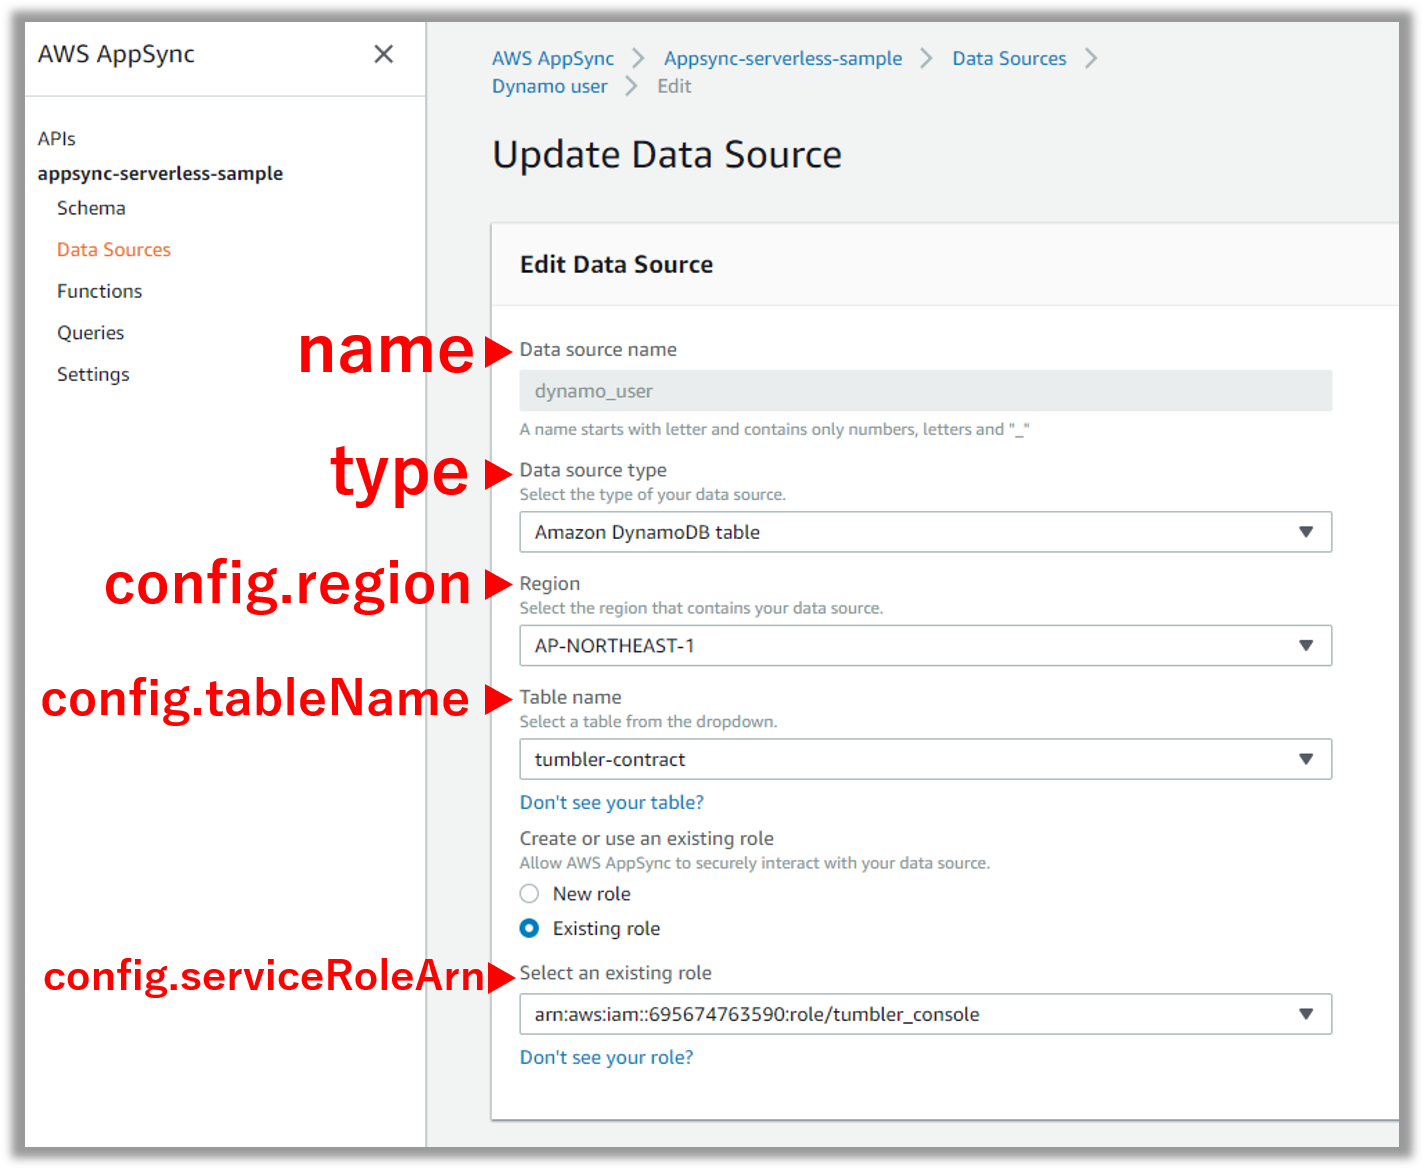 AWS AppSync
APIs
appsync-serverless-sample
Schema
Data Sources
Functions
Queries
Settings
AWS AppSync > Appsync-serverless-sample > Data Sources >
Dynamo user > Edit
Update Data Source
Edit Data Source
name
Data source name
dynamo_user
A name starts with letter and contains only numbers, letters and "_"
type
Data source type
Select the type of your data source.
Amazon DynamoDB table
config.region
Region
Select the region that contains your data source.
AP-NORTHEAST-1
config.tableName
Table name
Select a table from the dropdown.
tumbler-contract
Don't see your table?
Create or use an existing role
Allow AWS AppSync to securely interact with your data source.
New role
Existing role
config.serviceRoleArn
Select an existing role
arn:aws:iam::695674763590:role/tumbler_console
Don't see your role?